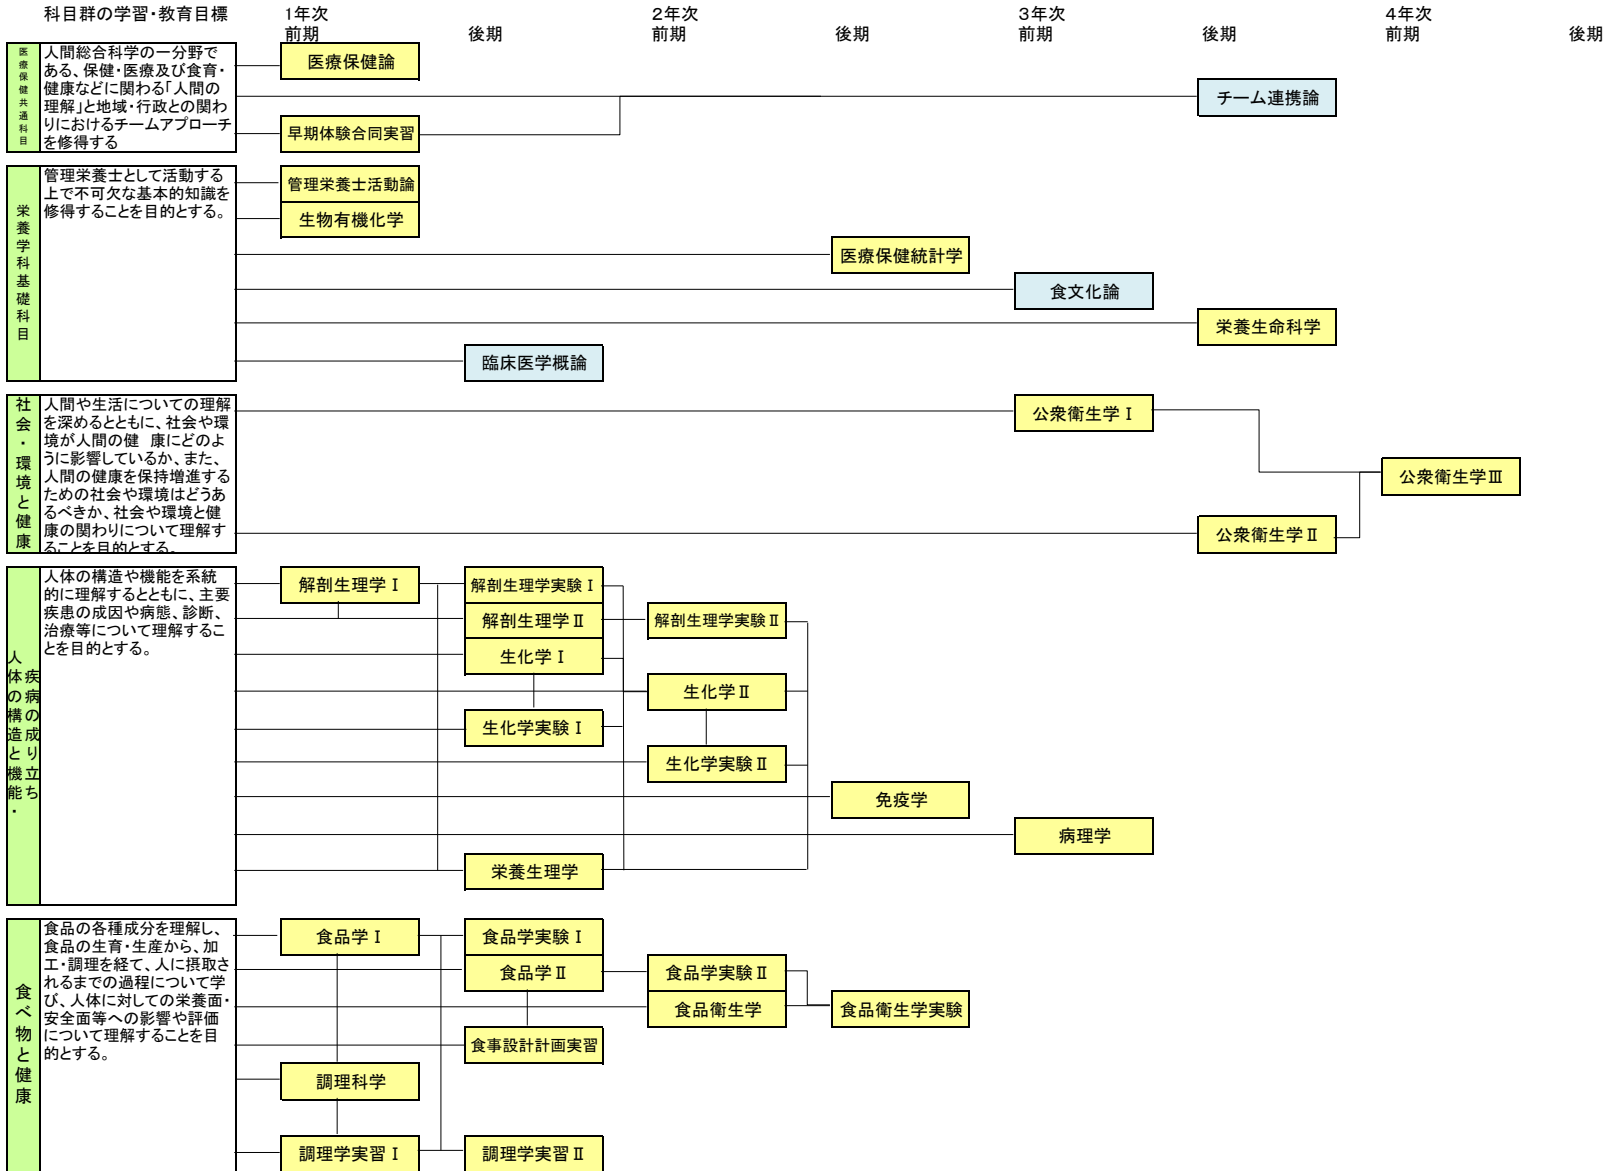 科目群の学習・教育目標
1年次
2年次
3年次
4年次
前期
後期
前期
後期
前期
後期
前期
後期
医療保健共通科目
人間総合科学の一分野で
ある、保健・医療及び食育・
健康などに関わる「人間の
理解」と地域・行政との関わ
りにおけるチームアプローチ
を修得する
医療保健論
チーム連携論
早期体験合同実習
栄養学科基礎科目
管理栄養士として活動する
上で不可欠な基本的知識を
修得することを目的とする。
管理栄養士活動論
生物有機化学
医療保健統計学
食文化論
栄養生命科学
臨床医学概論
社会・環境と健康
人間や生活についての理解
を深めるとともに、社会や環
境が人間の健 康にどのよ
うに影響しているか、また、
人間の健康を保持増進する
ための社会や環境はどうあ
るべきか、社会や環境と健
康の関わりについて理解す
ることを目的とする。
公衆衛生学Ⅰ
公衆衛生学Ⅲ
公衆衛生学Ⅱ
人体の構造と機能・
疾病の成り立ち
人体の構造や機能を系統
的に理解するとともに、主要
疾患の成因や病態、診断、
治療等について理解するこ
とを目的とする。
解剖生理学Ⅰ
解剖生理学実験Ⅰ
解剖生理学Ⅱ
解剖生理学実験Ⅱ
生化学Ⅰ
生化学Ⅱ
生化学実験Ⅰ
生化学実験Ⅱ
免疫学
病理学
栄養生理学
食べ物と健康
食品の各種成分を理解し、
食品の生育・生産から、加
工・調理を経て、人に摂取さ
れるまでの過程について学
び、人体に対しての栄養面・
安全面等への影響や評価
について理解することを目
的とする。
食品学Ⅰ
食品学実験Ⅰ
食品学Ⅱ
食品学実験Ⅱ
食品衛生学
食品衛生学実験
食事設計計画実習
調理科学
調理学実習Ⅰ
調理学実習Ⅱ